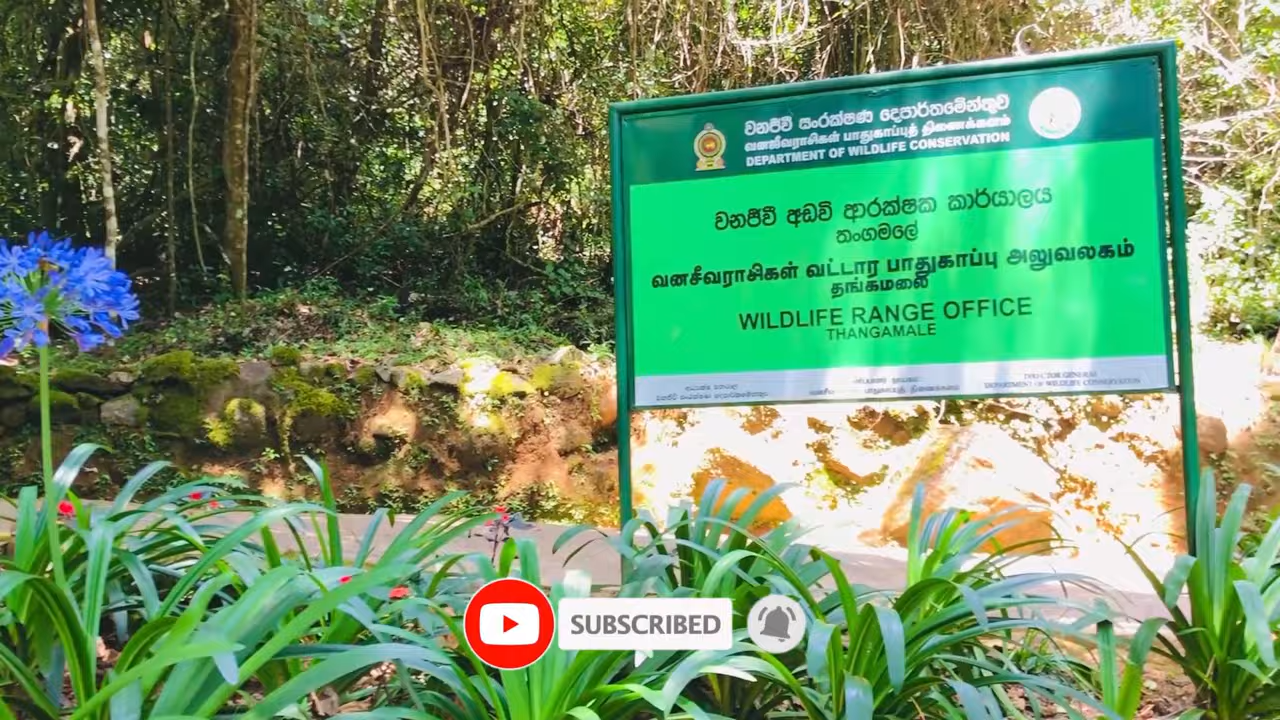 වනජීවී සංරක්ෂණ දෙපාර්තමේන්තුව
வனஜீவராசிகள் பாதுகாப்புத் திணைக்களம்
DEPARTMENT OF WILDLIFE CONSERVATION
වනජීවී අඩවි ආරක්ෂක කාර්යාලය
තංගමලේ
வனசீவராசிகள் வட்டார பாதுகாப்பு அலுவலகம்
தங்கமலை
WILDLIFE RANGE OFFICE
THANGAMALE
DIRECTOR GENERAL
DEPARTMENT OF WILDLIFE CONSERVATION
SUBSCRIBED